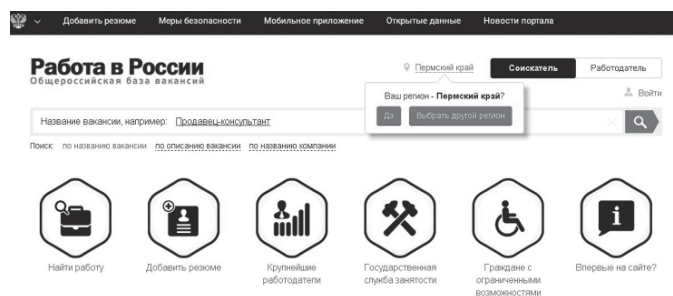 Добавить резюме Меры безопасности Мобильное приложение Открытые данные Новости портала
Работа в России
Общероссийская база вакансий
Пермский край
Соискатель Работодатель
Ваш регион - Пермский край?
Да Выбрать другой регион
Войти
Название вакансии, например: Продавец-консультант
Поиск: по названию вакансии по описанию вакансии по названию компании
Найти работу
Добавить резюме
Крупнейшие
работодатели
Государственная
служба занятости
Граждане с
ограниченными
возможностями
Впервые на сайте?